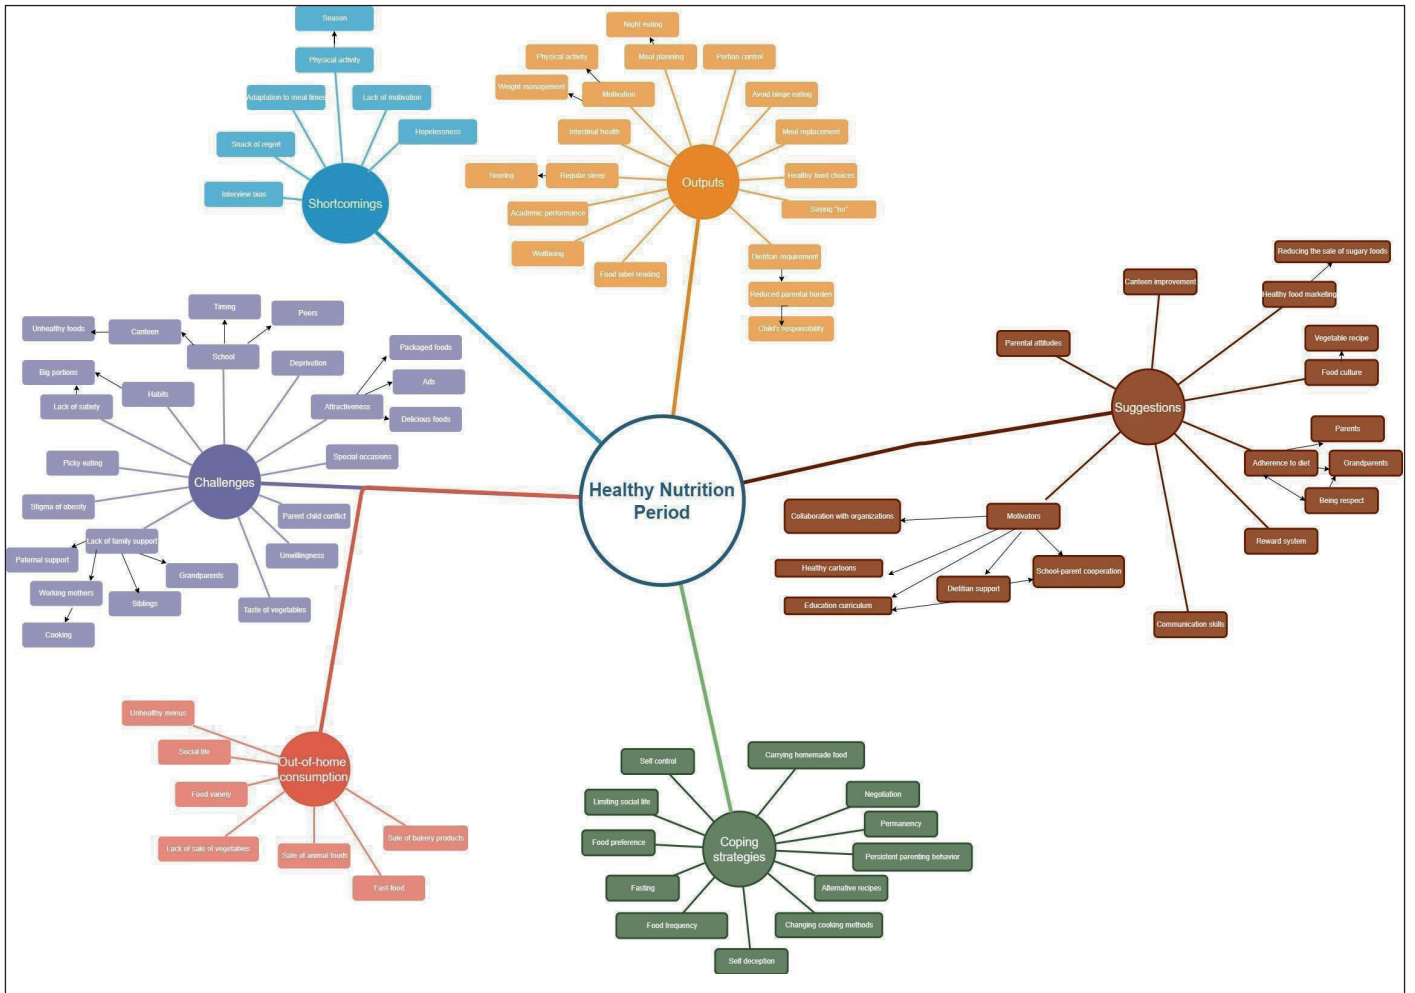 Season
Physical activity
Adaptation to meal times
Lack of motivation
Snack of regret
Hopelessness
Interview bias
Shortcomings
Night eating
Physical activity
Meal planning
Portion control
Weight management
Motivation
Avoid binge eating
Intestinal health
Meal replacement
Snoring
Regular sleep
Outputs
Healthy food choices
Academic performance
Saying "no"
Wellbeing
Food label reading
Dietitian requirement
Reduced parental burden
Child's responsibility
Reducing the sale of sugary foods
Canteen improvement
Healthy food marketing
Parental attitudes
Vegetable recipe
Food culture
Suggestions
Parents
Adherence to diet
Grandparents
Being respect
Motivators
Collaboration with organizations
Reward system
Healthy cartoons
School-parent cooperation
Dietitian support
Education curriculum
Communication skills
Timing
Peers
Unhealthy foods
Canteen
School
Packaged foods
Deprivation
Big portions
Ads
Habits
Lack of satiety
Attractiveness
Delicious foods
Picky eating
Special occasions
Challenges
Stigma of obesity
Parent child conflict
Lack of family support
Unwillingness
Paternal support
Grandparents
Working mothers
Siblings
Taste of vegetables
Cooking
Healthy Nutrition
Period
Unhealthy menus
Social life
Out-of-home
consumption
Food variety
Lack of sale of vegetables
Sale of animal foods
Sale of bakery products
Fast-food
Self control
Carrying homemade food
Limiting social life
Negotiation
Permanency
Food preference
Coping
strategies
Persistent parenting behavior
Fasting
Alternative recipes
Food frequency
Changing cooking methods
Self deception